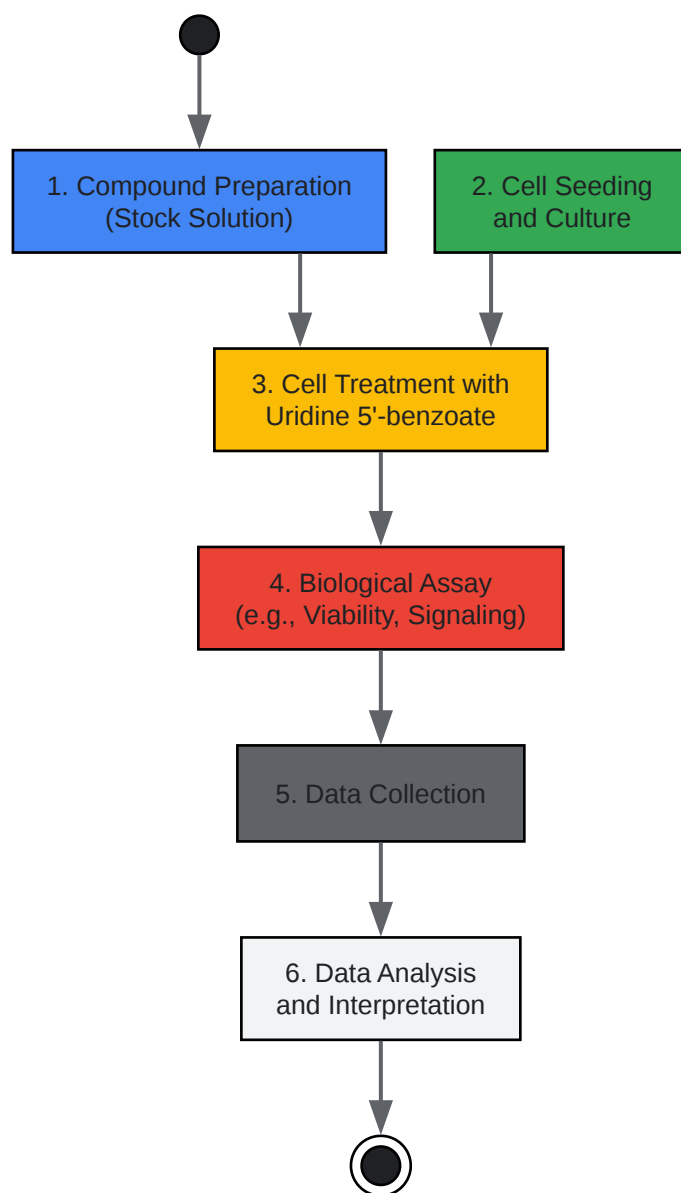 1. Compound Preparation
(Stock Solution)
2. Cell Seeding
and Culture
3. Cell Treatment with
Uridine 5'-benzoate
4. Biological Assay
(e.g., Viability, Signaling)
5. Data Collection
6. Data Analysis
and Interpretation